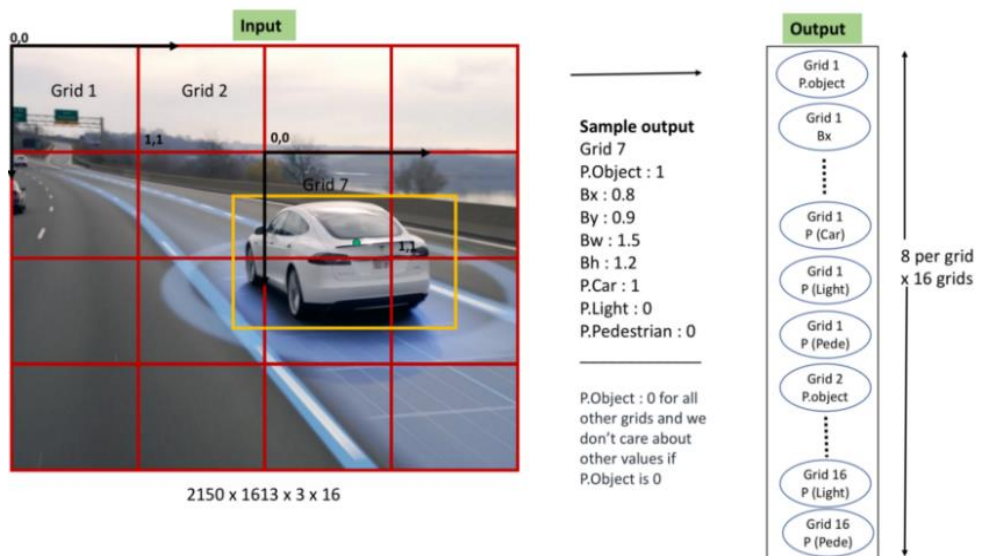 Input
0,0
Grid 1
Grid 2
1,1
0,0
Grid 7
1,1
2150 x 1613 x 3 x 16
Sample output
Grid 7
P.Object : 1
Bx : 0.8
By : 0.9
Bw : 1.5
Bh : 1.2
P.Car : 1
P.Light : 0
P.Pedestrian : 0
P.Object : 0 for all
other grids and we
don't care about
other values if
P.Object is 0
Output
Grid 1
P.object
Grid 1
Bx
Grid 1
P (Car)
Grid 1
P (Light)
Grid 1
P (Pede)
Grid 2
P.object
Grid 16
P (Light)
Grid 16
P (Pede)
8 per grid
x 16 grids